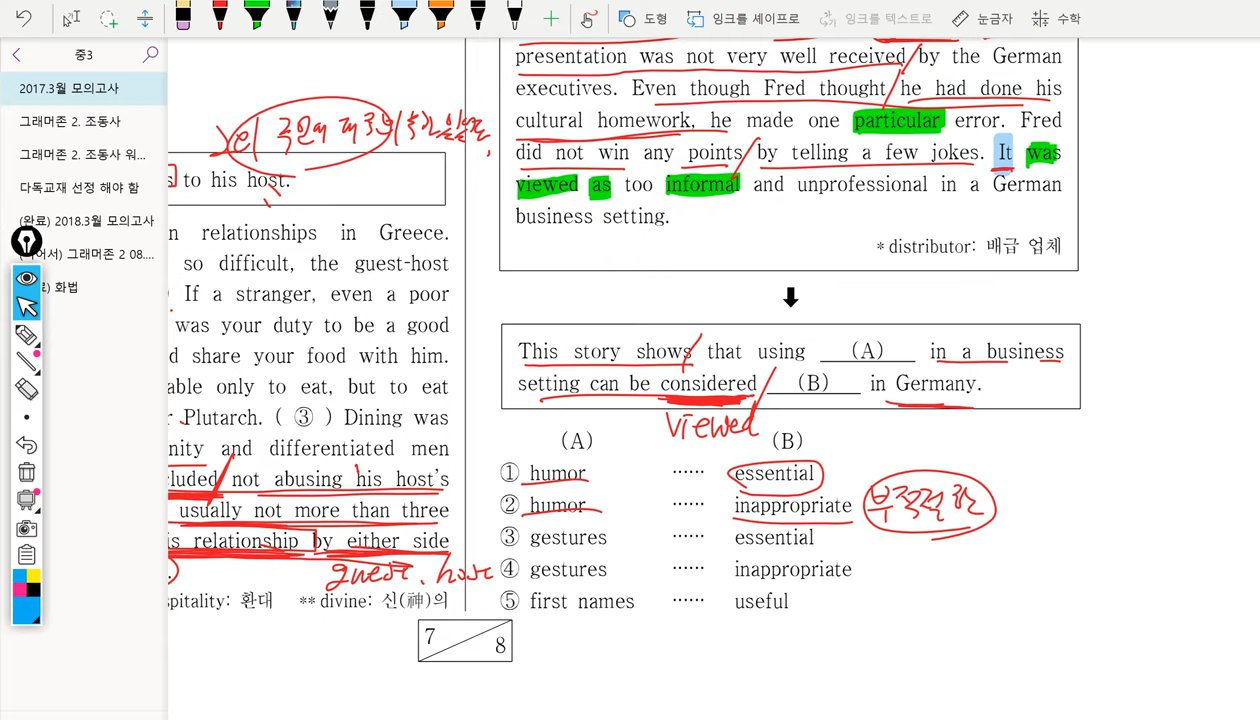 도형
잉크를 셰이프로
잉크를 텍스트로
눈금자
수학
중3
2017.3월 모의고사
그래머존 2. 조동사
그래머존 2. 조동사 워...
다독교재 선정 해야 함
(완료) 2018.3월 모의고사
어서) 그래머존 2 08....
) 화법
to his host.
n relationships in Greece.
so difficult, the guest-host
If a stranger, even a poor
was your duty to be a good
d share your food with him.
able only to eat, but to eat
r Plutarch. ( ③ ) Dining was
nity and differentiated men
cluded not abusing his host's
usually not more than three
is relationship by either side
guest, host
spitality: 환대 ** divine: 신(神)의
7
8
presentation was not very well received by the German
executives. Even though Fred thought he had done his
cultural homework, he made one particular error. Fred
did not win any points by telling a few jokes. It was
viewed as too informal and unprofessional in a German
business setting.
* distributor: 배급 업체
This story shows that using (A) in a business
setting can be considered (B) in Germany.
viewed
(A) (B)
① humor ...... essential
② humor ...... inappropriate 부적절한
③ gestures ...... essential
④ gestures ...... inappropriate
⑤ first names ...... useful